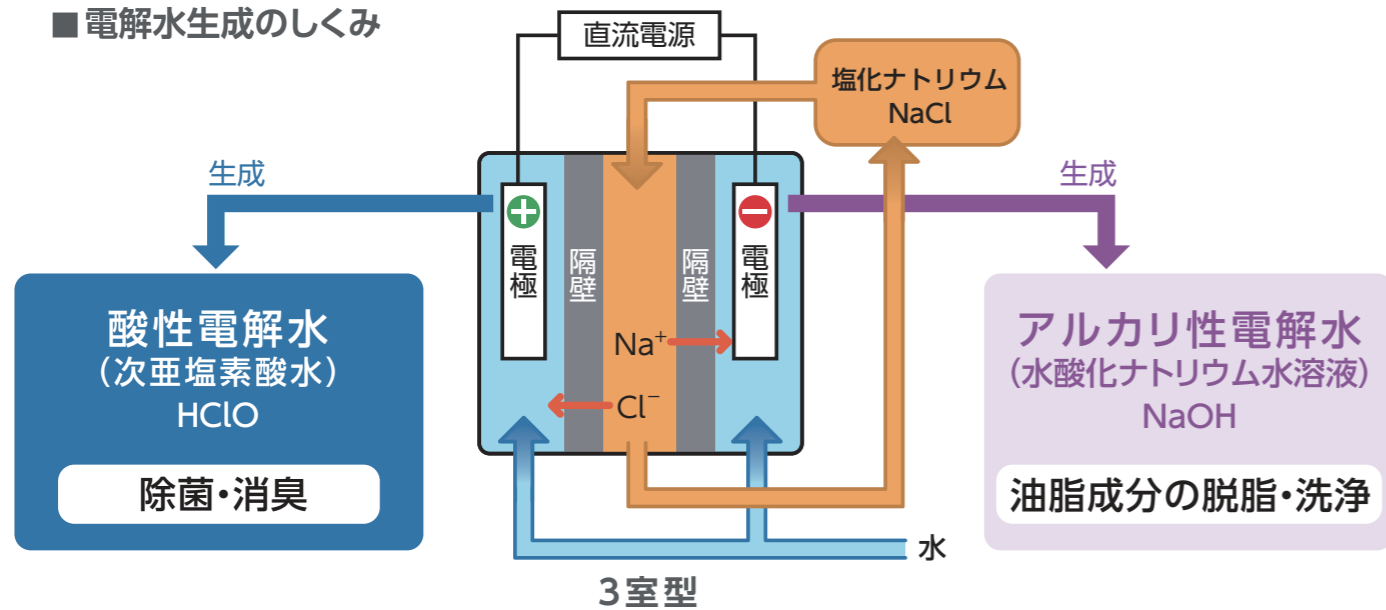 ■電解水生成のしくみ
直流電源
塩化ナトリウム
NaCl
生成
生成
電極
隔壁
隔壁
電極
Na⁺
Cl⁻
酸性電解水
(次亜塩素酸水)
HClO
除菌・消臭
アルカリ性電解水
(水酸化ナトリウム水溶液)
NaOH
油脂成分の脱脂・洗浄
水
3室型